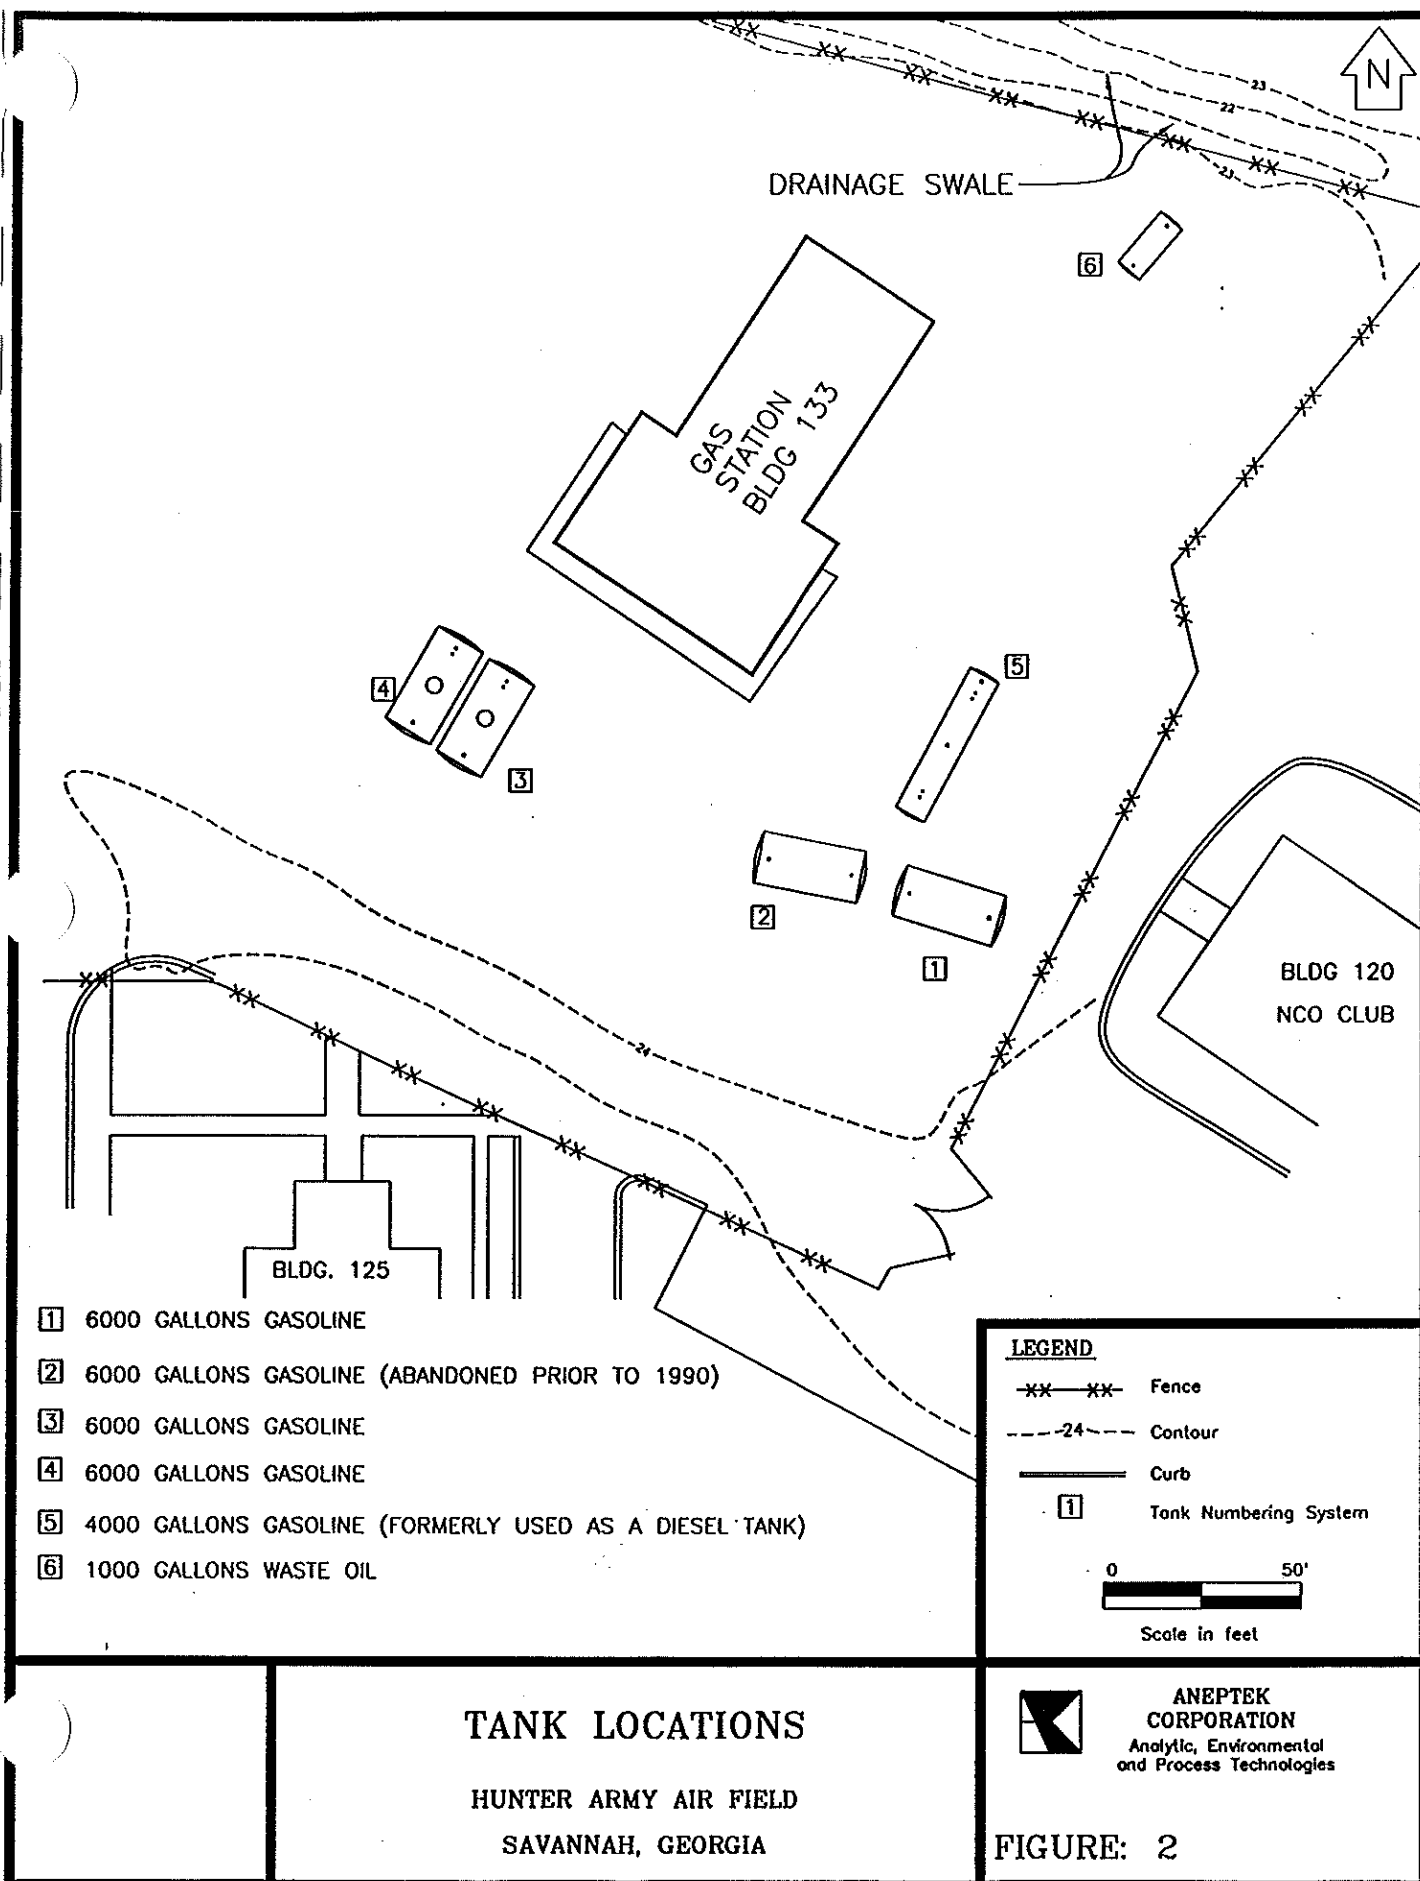 N
23
22
23
DRAINAGE SWALE
6
GAS
STATION
BLDG 133
5
4
3
2
1
BLDG 120
NCO CLUB
24
BLDG. 125
1 6000 GALLONS GASOLINE
2 6000 GALLONS GASOLINE (ABANDONED PRIOR TO 1990)
3 6000 GALLONS GASOLINE
4 6000 GALLONS GASOLINE
5 4000 GALLONS GASOLINE (FORMERLY USED AS A DIESEL TANK)
6 1000 GALLONS WASTE OIL
LEGEND
Fence
24 Contour
Curb
1 Tank Numbering System
0 50'
Scale in feet
TANK LOCATIONS
HUNTER ARMY AIR FIELD
SAVANNAH, GEORGIA
ANEPTEK
CORPORATION
Analytic, Environmental
and Process Technologies
FIGURE: 2